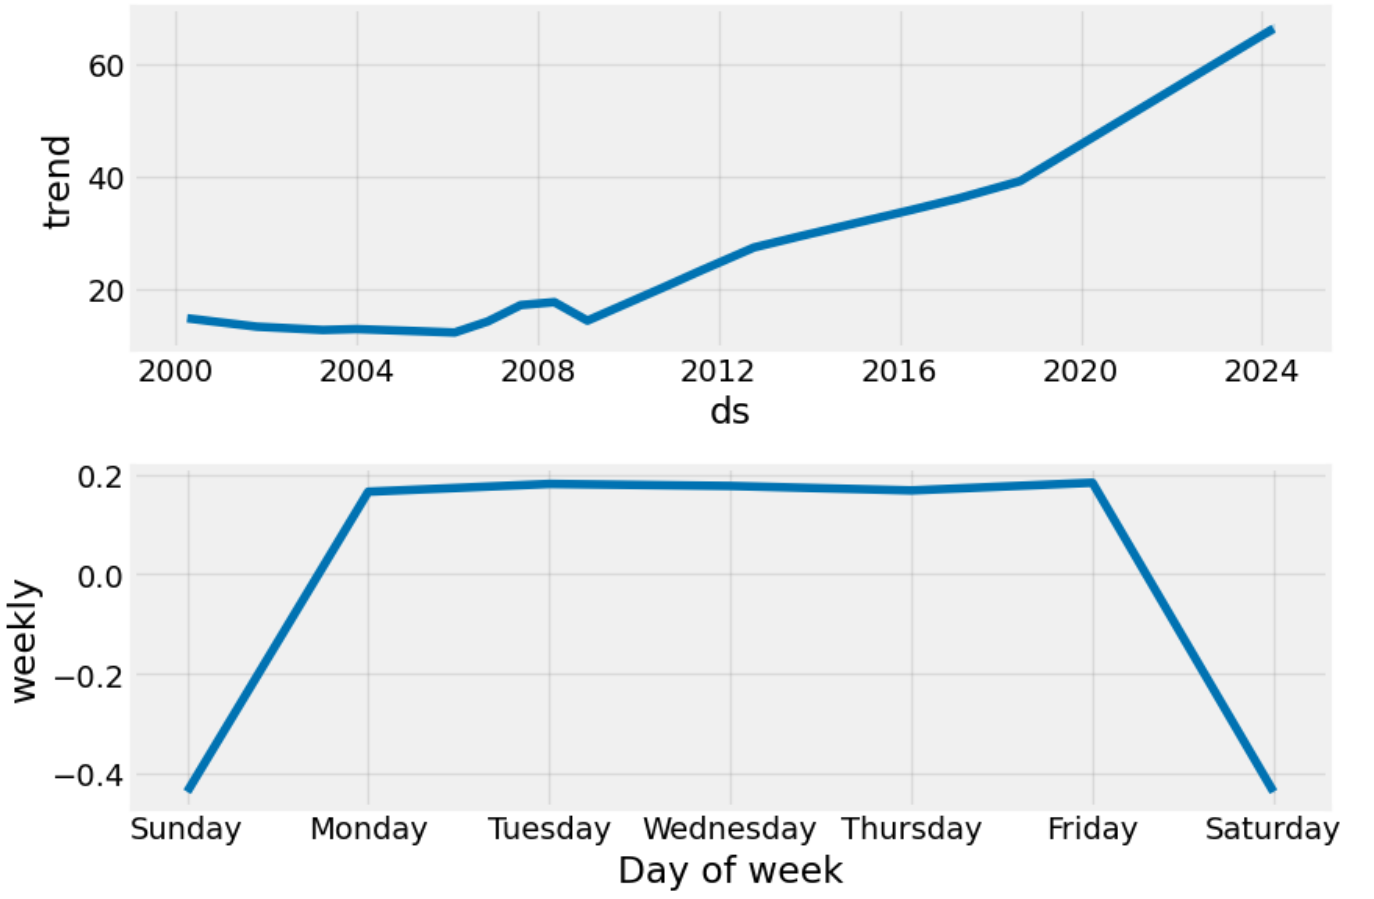 trend
60
40
20
2000 2004 2008 2012 2016 2020 2024
ds
weekly
0.2
0.0
−0.2
−0.4
Sunday Monday Tuesday Wednesday Thursday Friday Saturday
Day of week